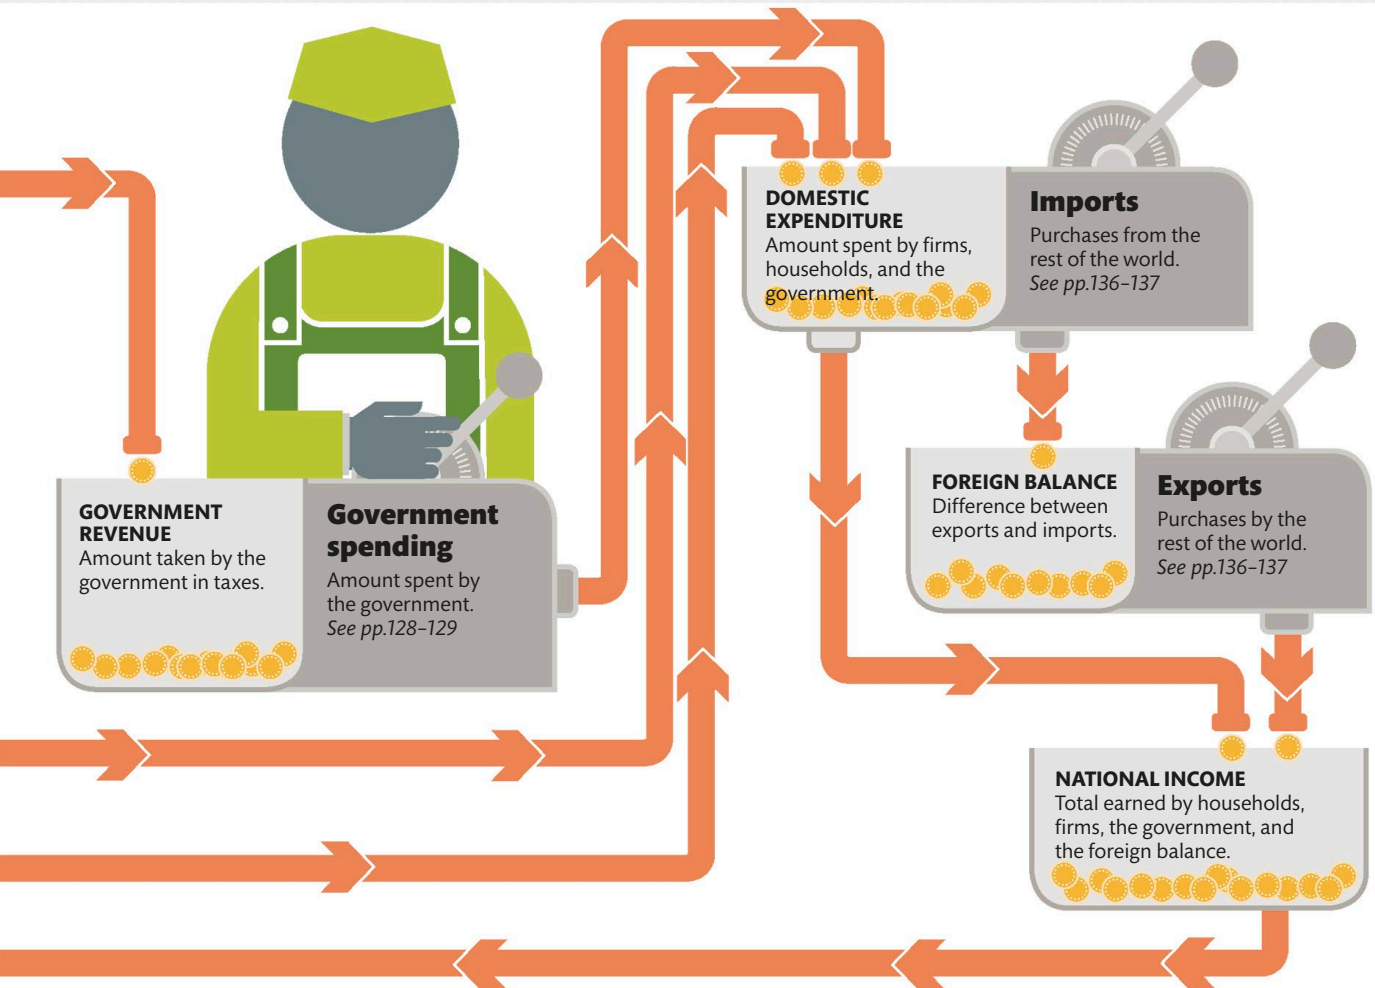 DOMESTIC
EXPENDITURE
Amount spent by firms,
households, and the
government.
Imports
Purchases from the
rest of the world.
See pp.136–137
GOVERNMENT
REVENUE
Amount taken by the
government in taxes.
Government
spending
Amount spent by
the government.
See pp.128–129
FOREIGN BALANCE
Difference between
exports and imports.
Exports
Purchases by the
rest of the world.
See pp.136–137
NATIONAL INCOME
Total earned by households,
firms, the government, and
the foreign balance.